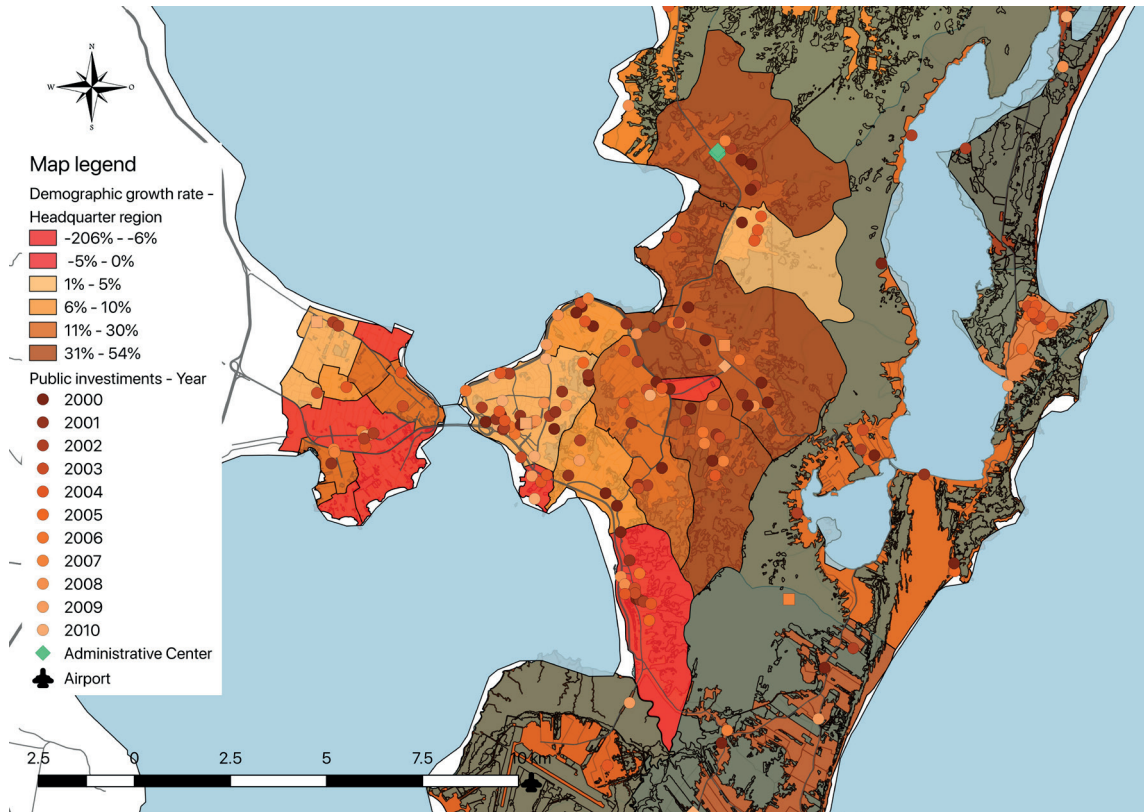 N
W
O
S
Map legend
Demographic growth rate -
Headquarter region
-206% - -6%
-5% - 0%
1% - 5%
6% - 10%
11% - 30%
31% - 54%
Public investiments - Year
2000
2001
2002
2003
2004
2005
2006
2007
2008
2009
2010
Administrative Center
Airport
2.5 0 2.5 5 7.5 10 km